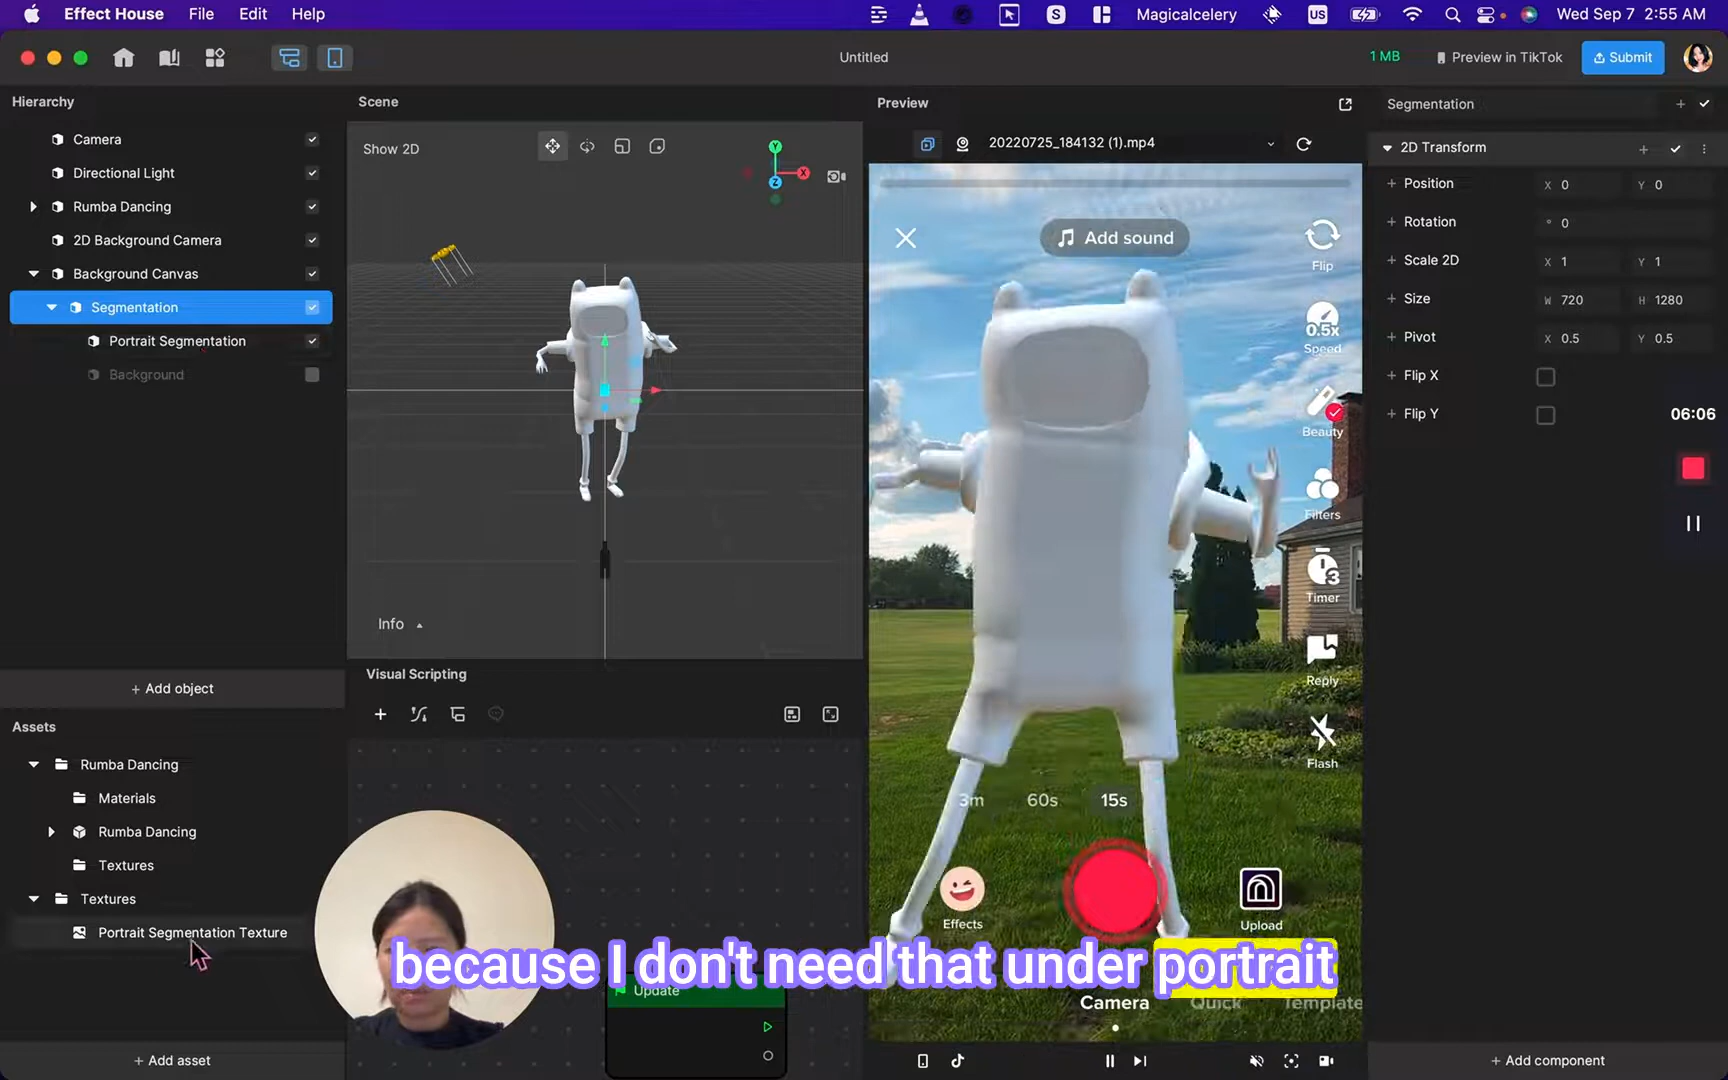 Effect House File Edit Help
S Magicalcelery US Wed Sep 7 2:55 AM
Untitled
1 MB Preview in TikTok Submit
Hierarchy
Camera
Directional Light
Rumba Dancing
2D Background Camera
Background Canvas
Segmentation
Portrait Segmentation
Background
+ Add object
Assets
Rumba Dancing
Materials
Rumba Dancing
Textures
Textures
Portrait Segmentation Texture
+ Add asset
Scene
Show 2D
Y
X
Z
Info
Visual Scripting
Update
Preview
20220725_184132 (1).mp4
Add sound
Flip
0.5x
Speed
Beauty
Filters
3
Timer
Reply
Flash
3m 60s 15s
Effects
Upload
because I don't need that under portrait
Camera Quick Template
Segmentation
2D Transform
Position X 0 Y 0
Rotation ° 0
Scale 2D X 1 Y 1
Size W 720 H 1280
Pivot X 0.5 Y 0.5
Flip X
Flip Y
06:06
+ Add component